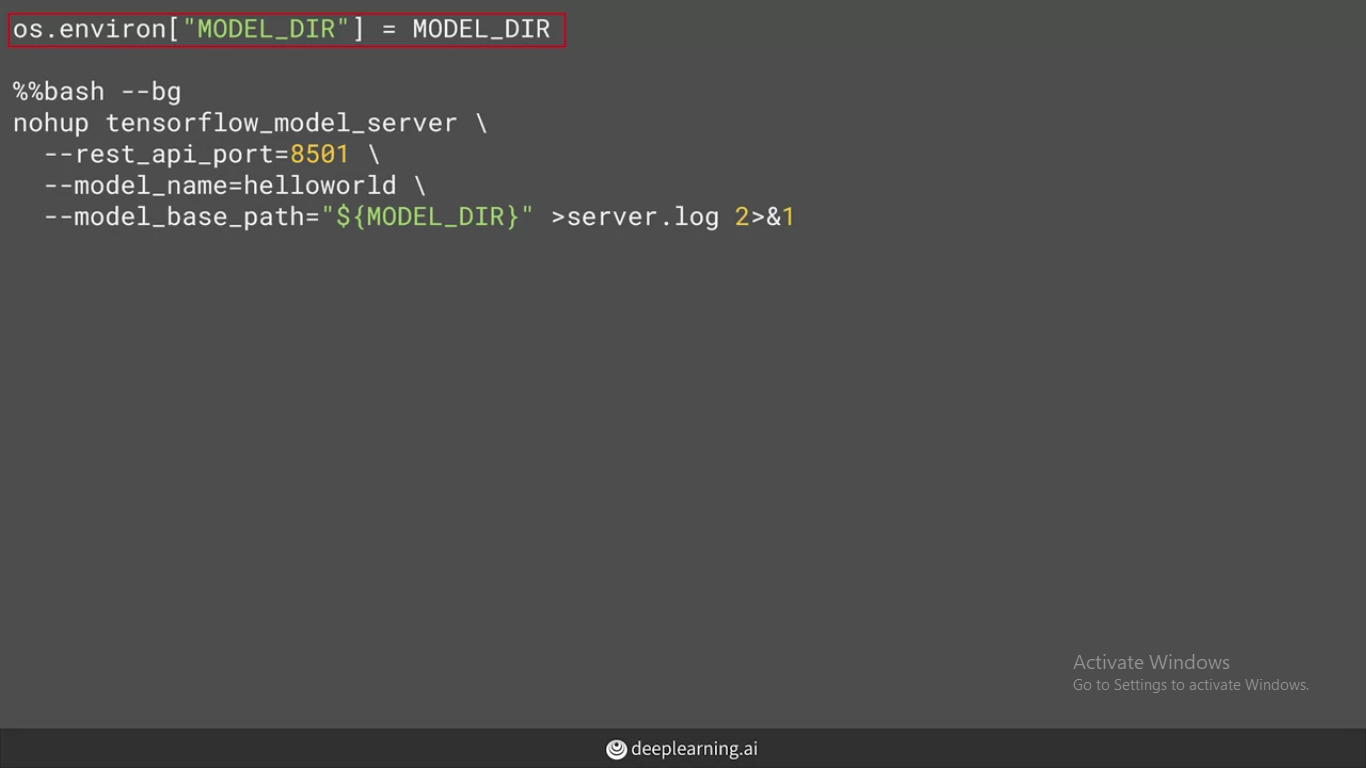 os.environ["MODEL_DIR"] = MODEL_DIR
%%bash --bg
nohup tensorflow_model_server \
--rest_api_port=8501 \
--model_name=helloworld \
--model_base_path="${MODEL_DIR}" >server.log 2>&1
Activate Windows
Go to Settings to activate Windows.
deeplearning.ai